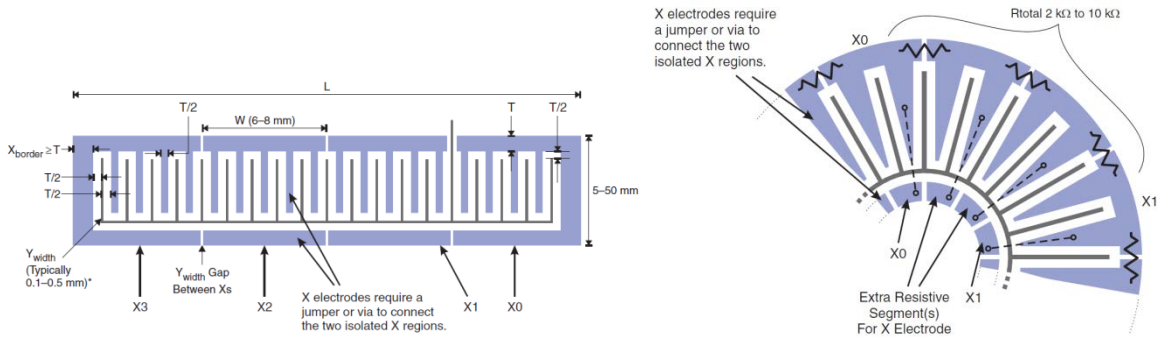 L
T/2
T
T/2
W (6–8 mm)
X border ≥ T
T/2
T/2
5–50 mm
Y width
(Typically
0.1–0.5 mm)*
Y width Gap
Between Xs
X3
X2
X1
X0
X electrodes require a
jumper or via to connect
the two isolated X regions.
X electrodes require
a jumper or via to
connect the two
isolated X regions.
Rtotal 2 kΩ to 10 kΩ
X0
X1
X0
X1
Extra Resistive
Segment(s)
For X Electrode